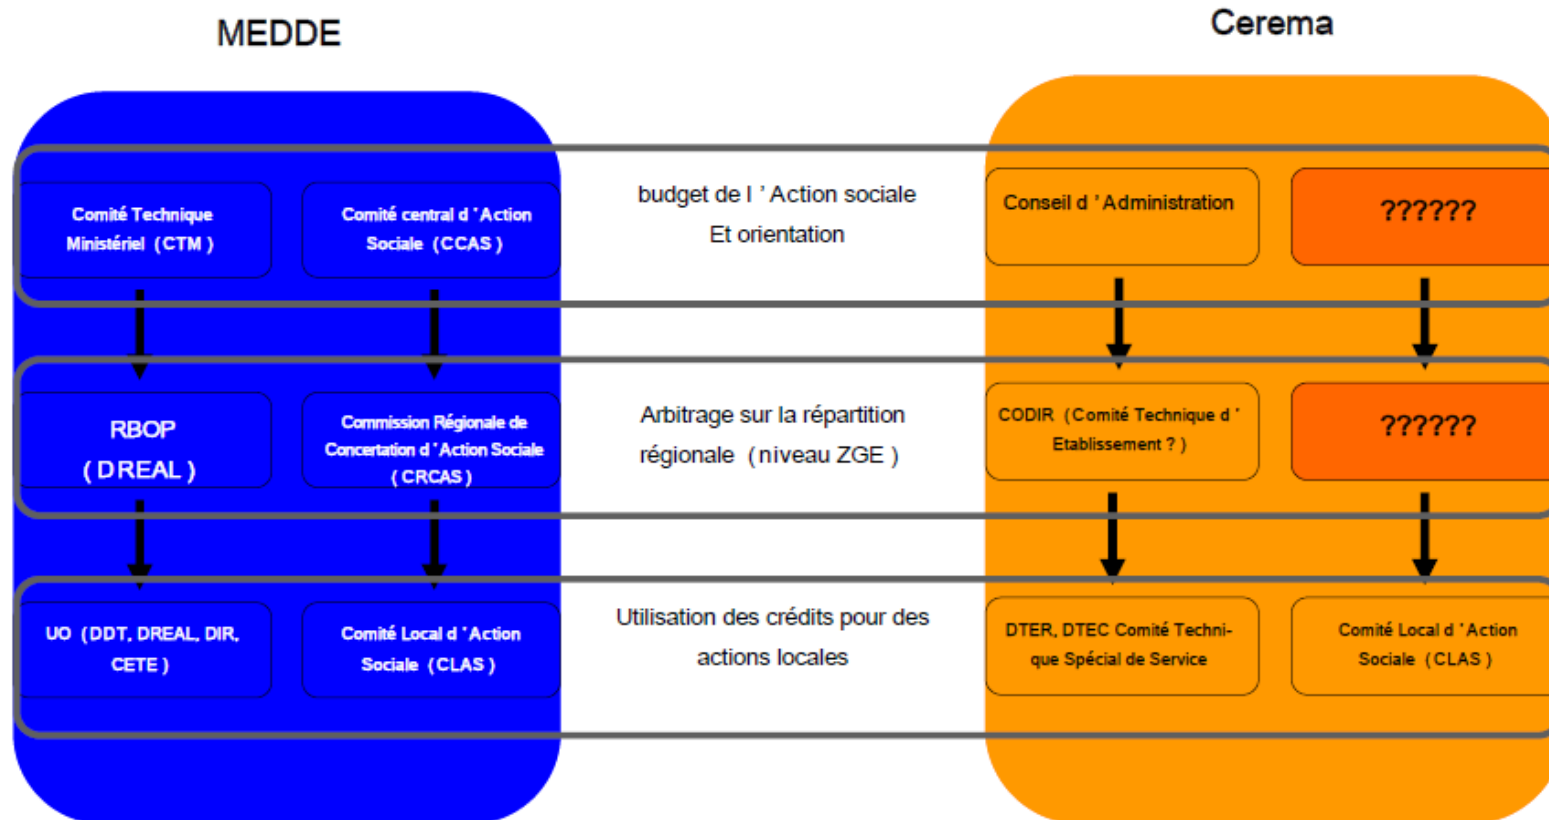 MEDDE
Cerema
Comité Technique
Ministériel (CTM )
Comité central d ' Action
Sociale (CCAS)
budget de l ' Action sociale
Et orientation
Conseil d ' Administration
??????
RBOP
( DREAL )
Commission Régionale de
Concertation d ' Action Sociale
( CRCAS )
Arbitrage sur la répartition
régionale ( niveau ZGE )
CODIR (Comité Technique d '
Etablissement ? )
??????
UO (DDT, DREAL, DIR,
CETE )
Comité Local d ' Action
Sociale (CLAS )
Utilisation des crédits pour des
actions locales
DTER, DTEC Comité Techni-
que Spécial de Service
Comité Local d ' Action
Sociale (CLAS )